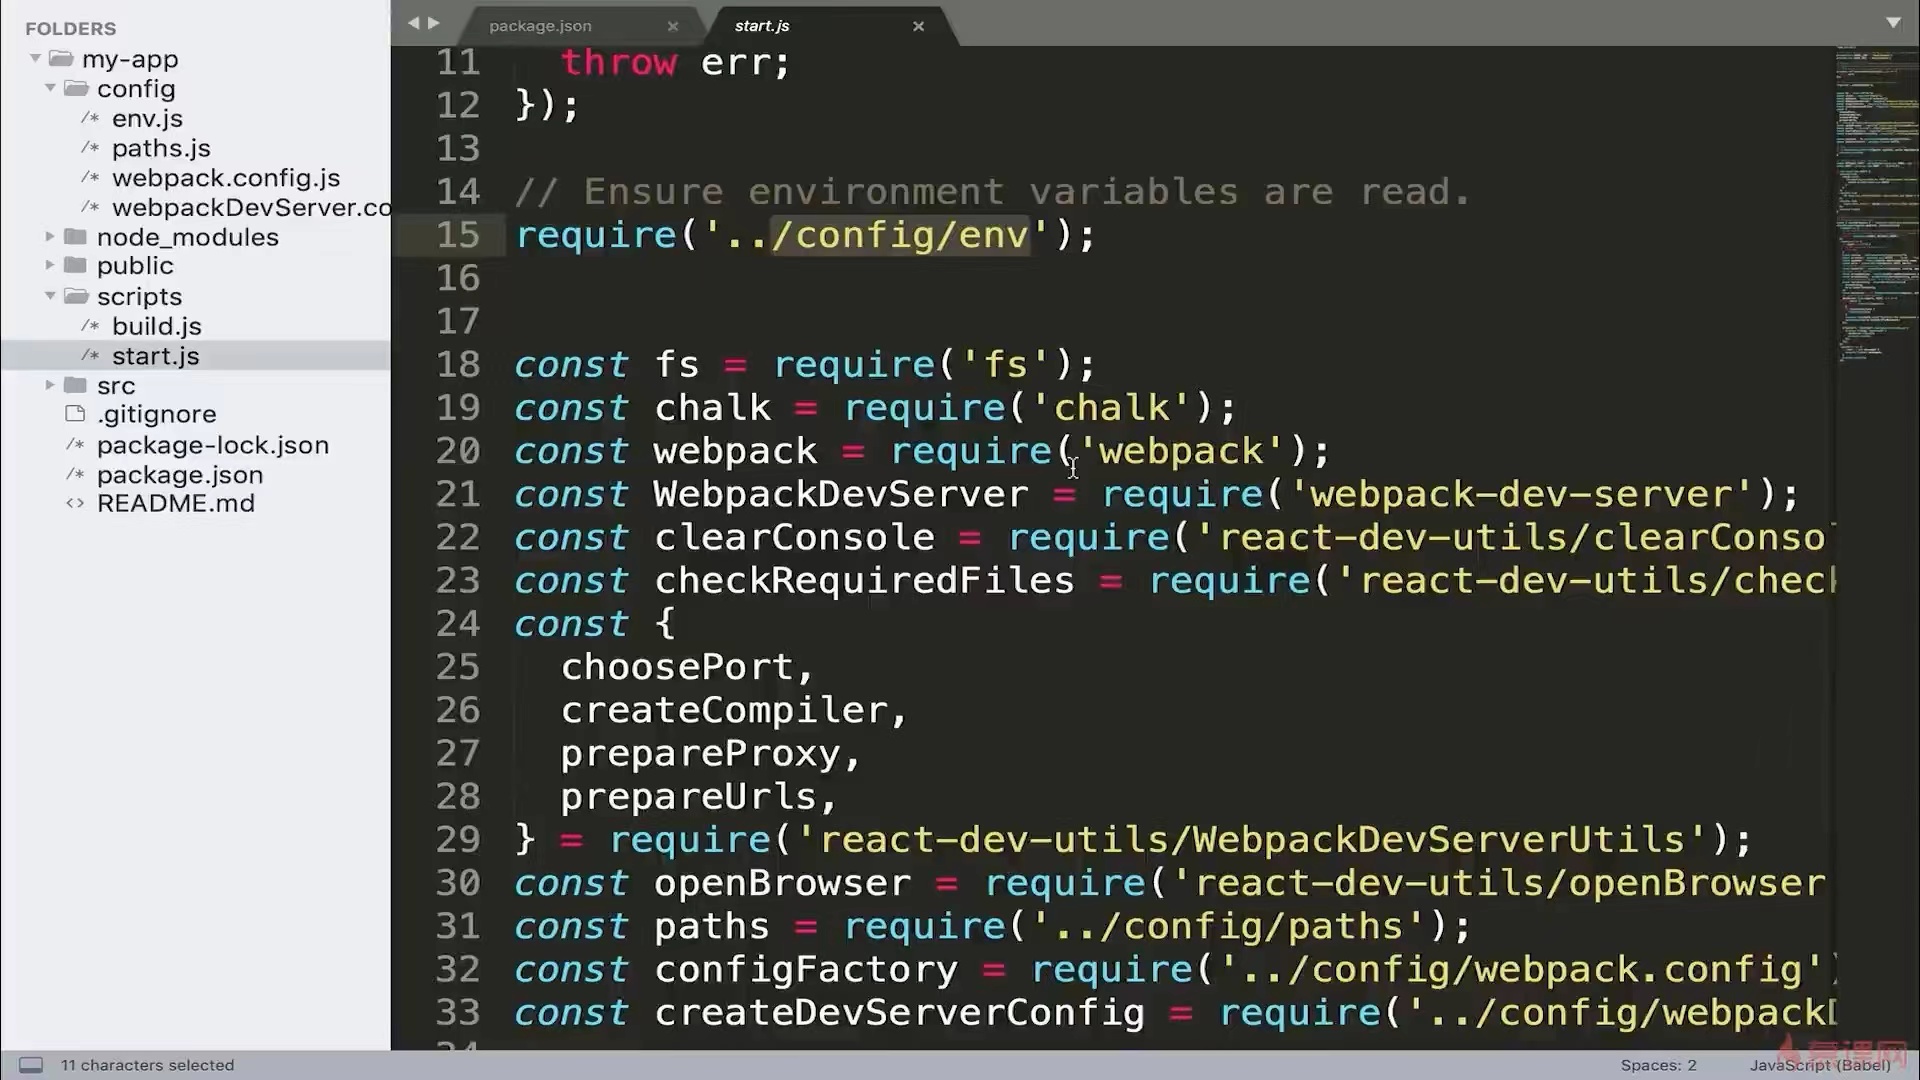 FOLDERS
my-app
config
env.js
paths.js
webpack.config.js
webpackDevServer.co
node_modules
public
scripts
build.js
start.js
src
.gitignore
package-lock.json
package.json
README.md
package.json ×
start.js ×
11 throw err;
12 });
13
14 // Ensure environment variables are read.
15 require('../config/env');
16
17
18 const fs = require('fs');
19 const chalk = require('chalk');
20 const webpack = require('webpack');
21 const WebpackDevServer = require('webpack-dev-server');
22 const clearConsole = require('react-dev-utils/clearConso
23 const checkRequiredFiles = require('react-dev-utils/check
24 const {
25 choosePort,
26 createCompiler,
27 prepareProxy,
28 prepareUrls,
29 } = require('react-dev-utils/WebpackDevServerUtils');
30 const openBrowser = require('react-dev-utils/openBrowser
31 const paths = require('../config/paths');
32 const configFactory = require('../config/webpack.config'
33 const createDevServerConfig = require('../config/webpackD
11 characters selected
Spaces: 2
JavaScript (Babel)
慕课网